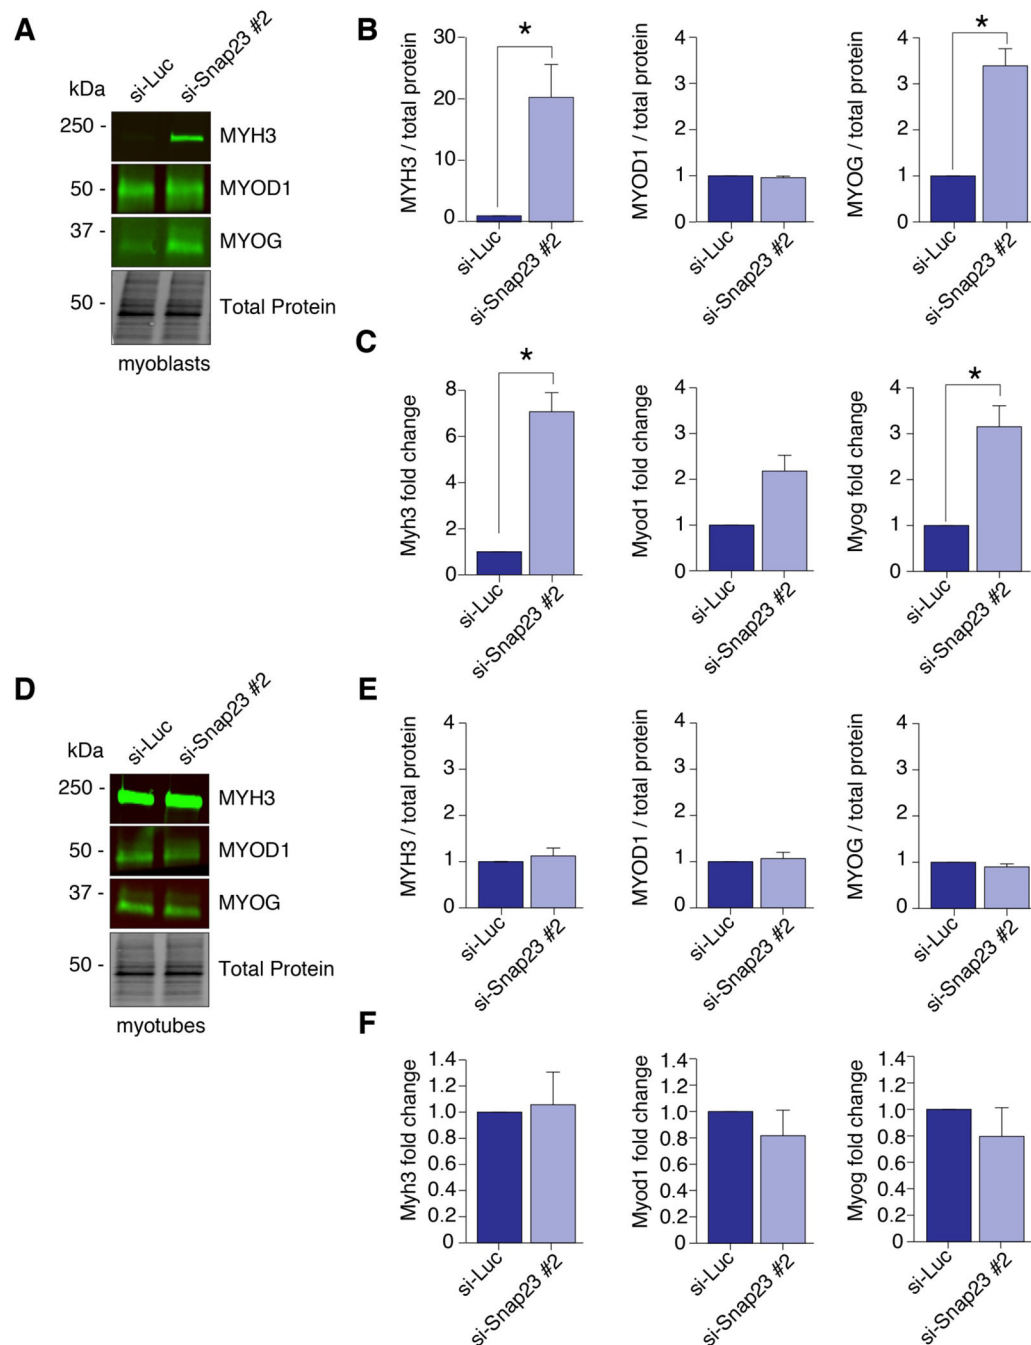 A
kDa
si-Luc
si-Snap23 #2
250 -
MYH3
50 -
MYOD1
37 -
MYOG
50 -
Total Protein
myoblasts
B
MYH3 / total protein
30
20
10
0
*
si-Luc
si-Snap23 #2
MYOD1 / total protein
4
3
2
1
0
si-Luc
si-Snap23 #2
MYOG / total protein
4
3
2
1
0
*
si-Luc
si-Snap23 #2
C
Myh3 fold change
8
6
4
2
0
*
si-Luc
si-Snap23 #2
Myod1 fold change
4
3
2
1
0
si-Luc
si-Snap23 #2
Myog fold change
4
3
2
1
0
*
si-Luc
si-Snap23 #2
D
kDa
si-Luc
si-Snap23 #2
250 -
MYH3
50 -
MYOD1
37 -
MYOG
50 -
Total Protein
myotubes
E
MYH3 / total protein
4
3
2
1
0
si-Luc
si-Snap23 #2
MYOD1 / total protein
4
3
2
1
0
si-Luc
si-Snap23 #2
MYOG / total protein
4
3
2
1
0
si-Luc
si-Snap23 #2
F
Myh3 fold change
1.4
1.2
1.0
0.8
0.6
0.4
0.2
0
si-Luc
si-Snap23 #2
Myod1 fold change
1.4
1.2
1.0
0.8
0.6
0.4
0.2
0
si-Luc
si-Snap23 #2
Myog fold change
1.4
1.2
1.0
0.8
0.6
0.4
0.2
0
si-Luc
si-Snap23 #2